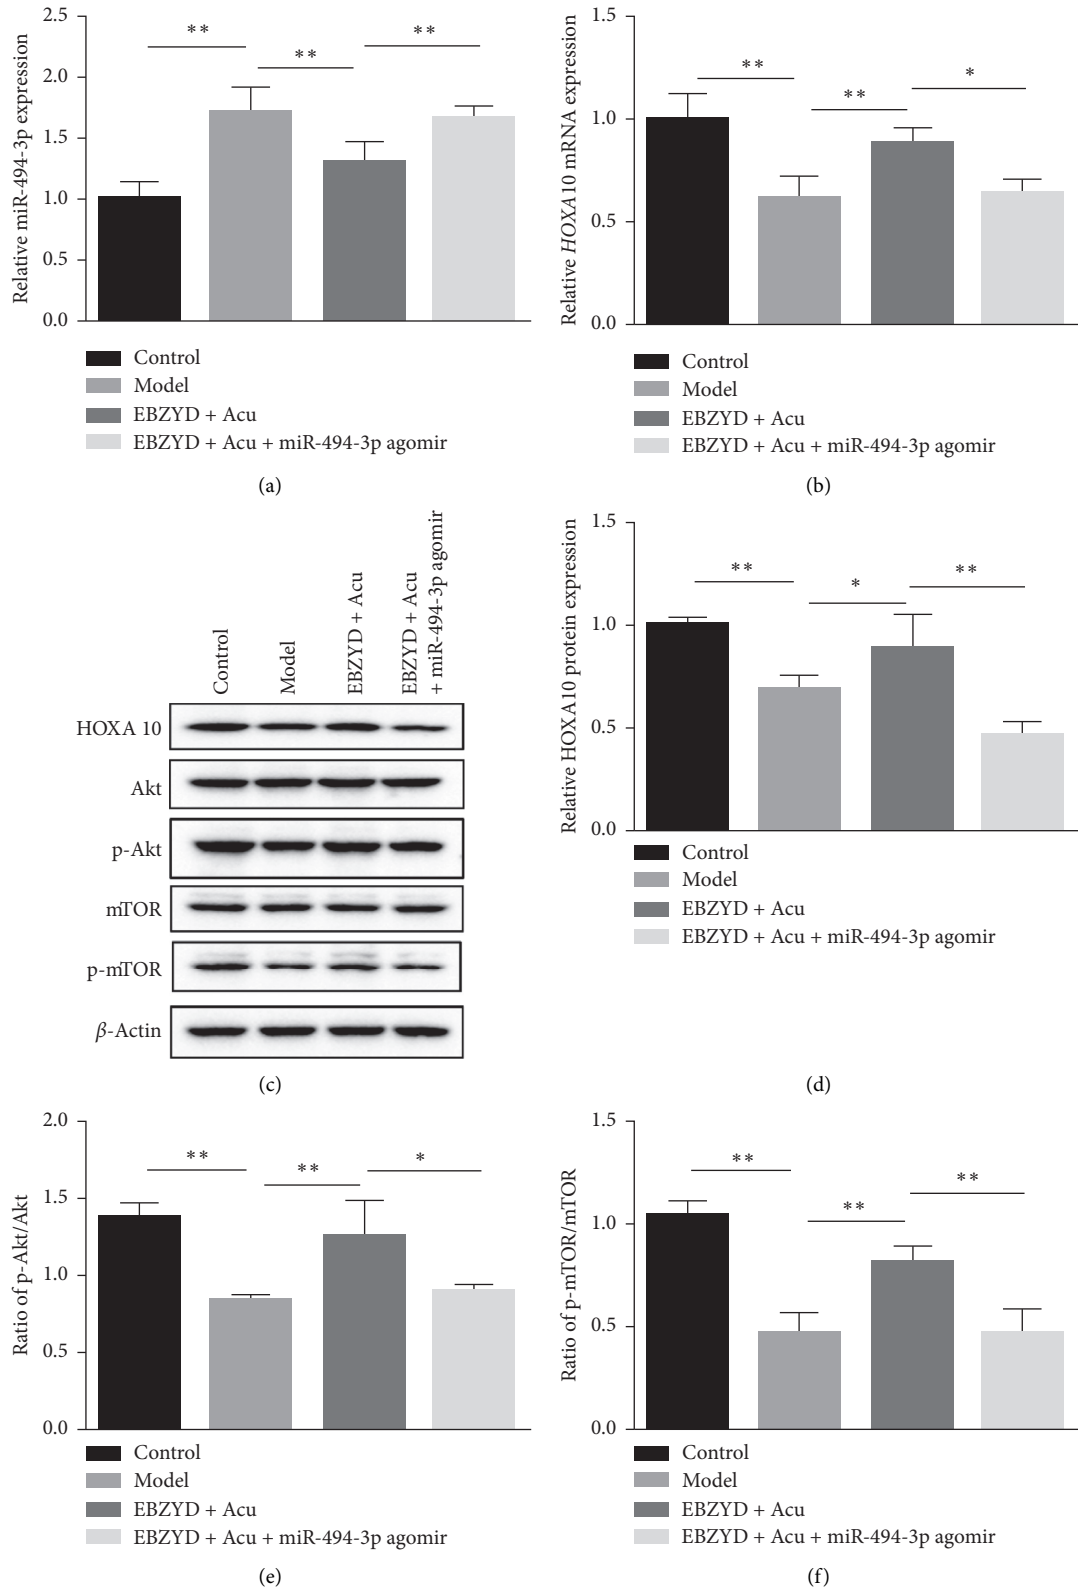 Relative miR-494-3p expression
2.5
2.0
1.5
1.0
0.5
0.0
**
**
**
Control
Model
EBZYD + Acu
EBZYD + Acu + miR-494-3p agomir
(a)
Relative HOXA10 mRNA expression
1.5
1.0
0.5
0.0
**
**
*
Control
Model
EBZYD + Acu
EBZYD + Acu + miR-494-3p agomir
(b)
Control
Model
EBZYD + Acu
EBZYD + Acu
+ miR-494-3p agomir
HOXA 10
Akt
p-Akt
mTOR
p-mTOR
β-Actin
(c)
Relative HOXA10 protein expression
1.5
1.0
0.5
0.0
**
*
**
Control
Model
EBZYD + Acu
EBZYD + Acu + miR-494-3p agomir
(d)
Ratio of p-Akt/Akt
2.0
1.5
1.0
0.5
0.0
**
**
*
Control
Model
EBZYD + Acu
EBZYD + Acu + miR-494-3p agomir
(e)
Ratio of p-mTOR/mTOR
1.5
1.0
0.5
0.0
**
**
**
Control
Model
EBZYD + Acu
EBZYD + Acu + miR-494-3p agomir
(f)